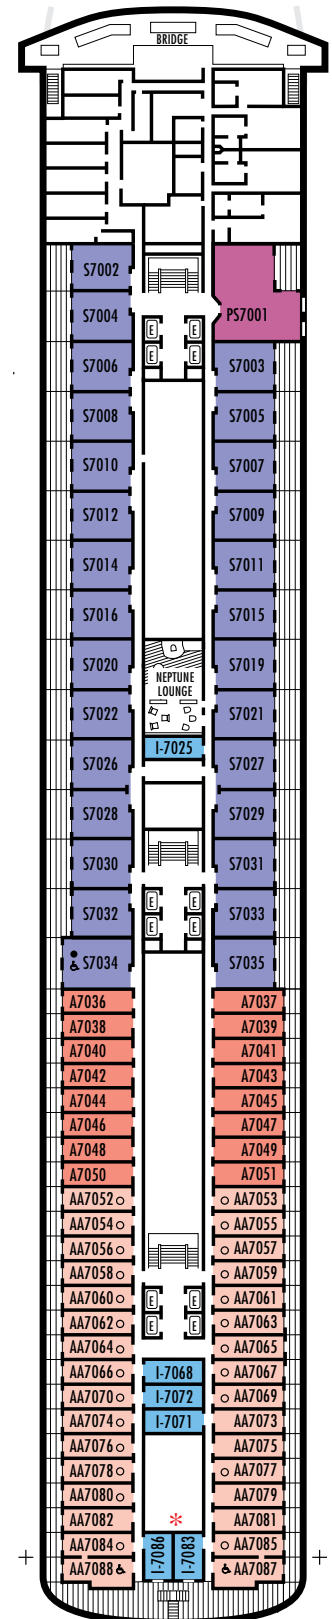 BRIDGE
S7002
S7004 PS7001
E E
E E
S7006 S7003
S7008 S7005
S7010 S7007
S7012 S7009
S7014 S7011
S7016 S7015
S7020 S7019
NEPTUNE
LOUNGE
S7022 S7021
S7026 I-7025 S7027
S7028 S7029
S7030 S7031
S7032 S7033
E E
E E
S7034 S7035
A7036 A7037
A7038 A7039
A7040 A7041
A7042 A7043
A7044 A7045
A7046 A7047
A7048 A7049
A7050 A7051
AA7052 AA7053
AA7054 AA7055
AA7056 AA7057
AA7058 AA7059
AA7060 E E AA7061
AA7062 E E AA7063
AA7064 AA7065
AA7066 I-7068 AA7067
AA7070 I-7072 AA7069
AA7074 I-7071 AA7073
AA7076 AA7075
AA7078 AA7077
AA7080 AA7079
AA7082 * AA7081
AA7084 AA7085
AA7088 I-7086 I-7083 AA7087